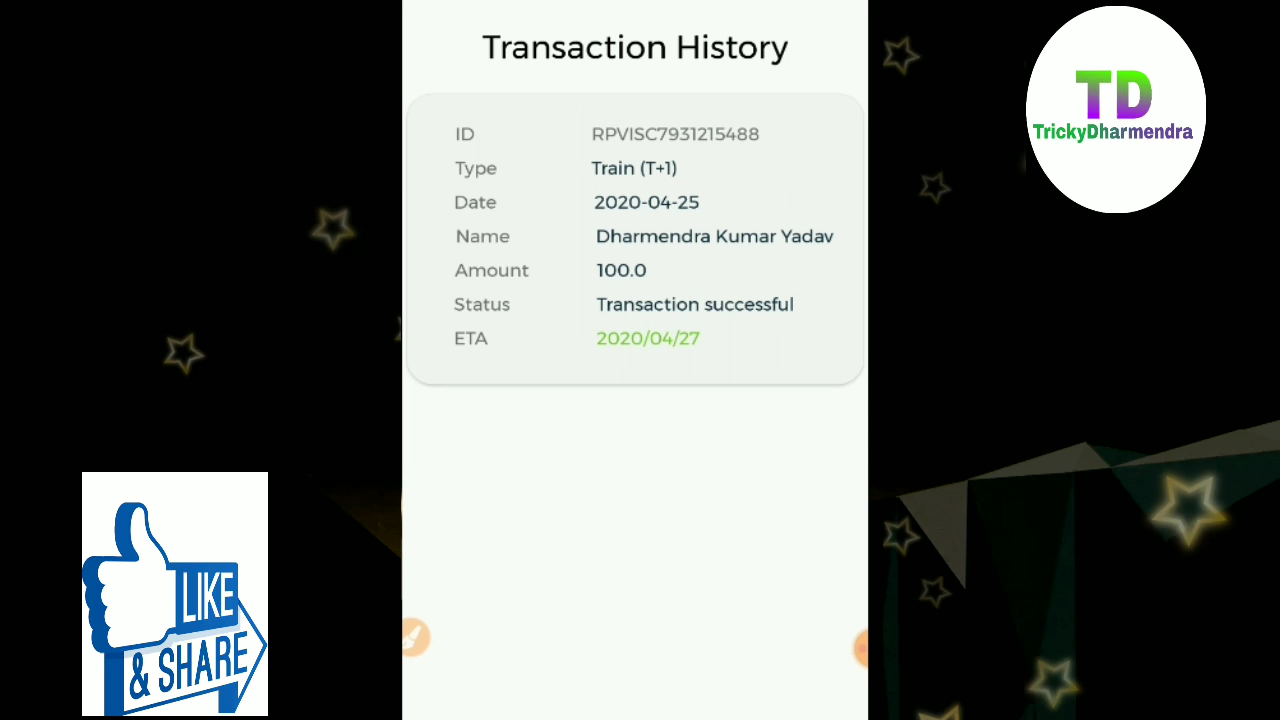 Transaction History
ID RPVISC7931215488
Type Train (T+1)
Date 2020-04-25
Name Dharmendra Kumar Yadav
Amount 100.0
Status Transaction successful
ETA 2020/04/27
TD
TrickyDharmendra
LIKE
& SHARE